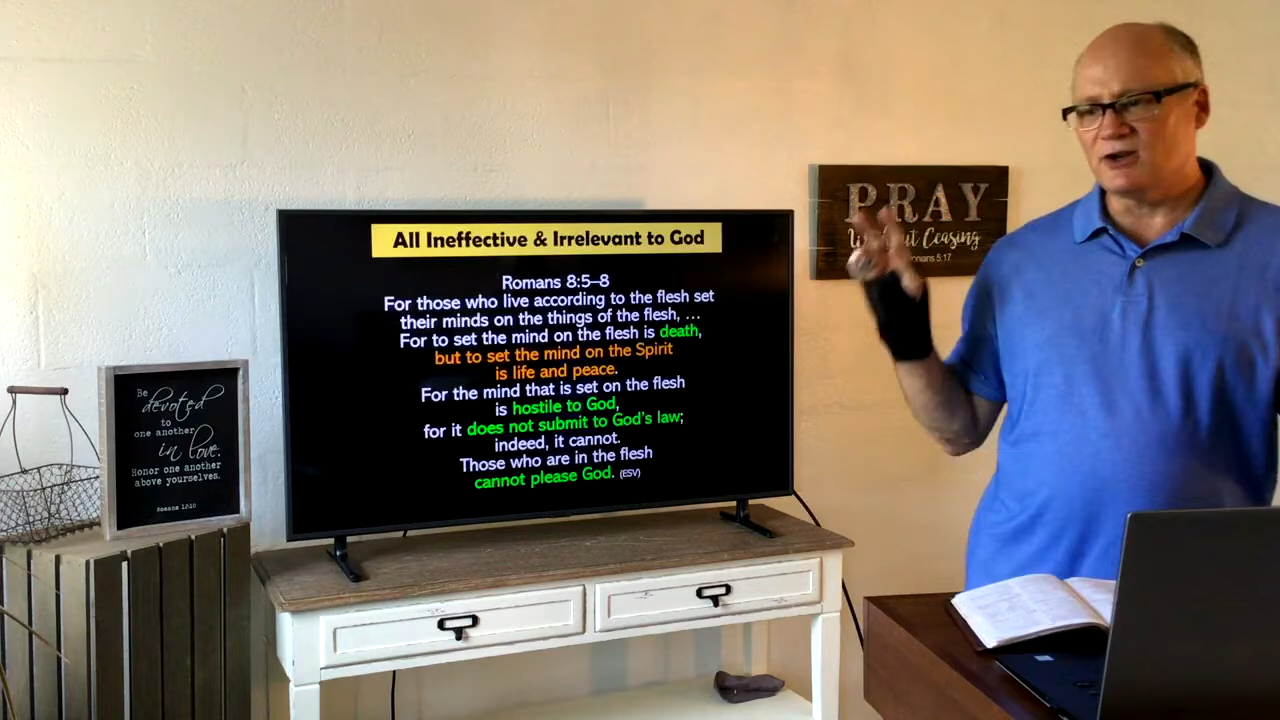 All Ineffective & Irrelevant to God
Romans 8:5–8
For those who live according to the flesh set
their minds on the things of the flesh, …
For to set the mind on the flesh is death,
but to set the mind on the Spirit
is life and peace.
For the mind that is set on the flesh
is hostile to God,
for it does not submit to God's law;
indeed, it cannot.
Those who are in the flesh
cannot please God. (ESV)
PRAY
Ceasing
5:17
Be
devoted
to
one another
in love.
Honor one another
above yourselves.
Romans 12:10